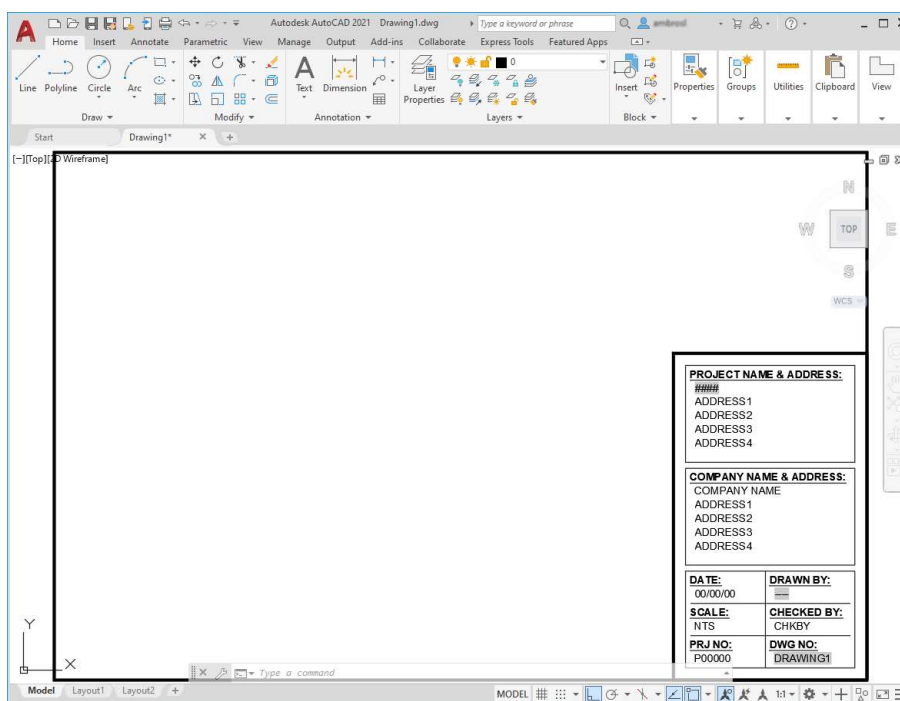 Autodesk AutoCAD 2021 Drawing1.dwg Type a keyword or phrase
Home Insert Annotate Parametric View Manage Output Add-ins Collaborate Express Tools Featured Apps
Line Polyline Circle Arc Text Dimension Layer Properties Insert Properties Groups Utilities Clipboard View
Draw Modify Annotation Layers Block
0
Start Drawing1*
[−][Top][2D Wireframe]
N
W TOP E
S
WCS
PROJECT NAME & ADDRESS:
####
ADDRESS1
ADDRESS2
ADDRESS3
ADDRESS4
COMPANY NAME & ADDRESS:
COMPANY NAME
ADDRESS1
ADDRESS2
ADDRESS3
ADDRESS4
DATE: DRAWN BY:
00/00/00 ----
SCALE: CHECKED BY:
NTS CHKBY
PRJ NO: DWG NO:
P00000 DRAWING1
Y
X
Type a command
Model Layout1 Layout2 +
MODEL 1:1